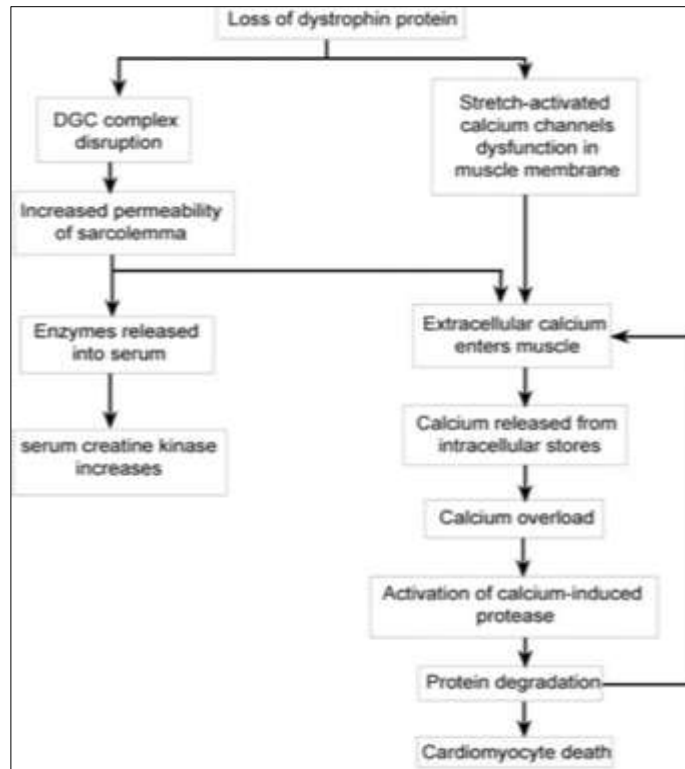 Loss of dystrophin protein
DGC complex
disruption
Stretch-activated
calcium channels
dysfunction in
muscle membrane
Increased permeability
of sarcolemma
Enzymes released
into serum
Extracellular calcium
enters muscle
serum creatine kinase
increases
Calcium released from
intracellular stores
Calcium overload
Activation of calcium-induced
protease
Protein degradation
Cardiomyocyte death